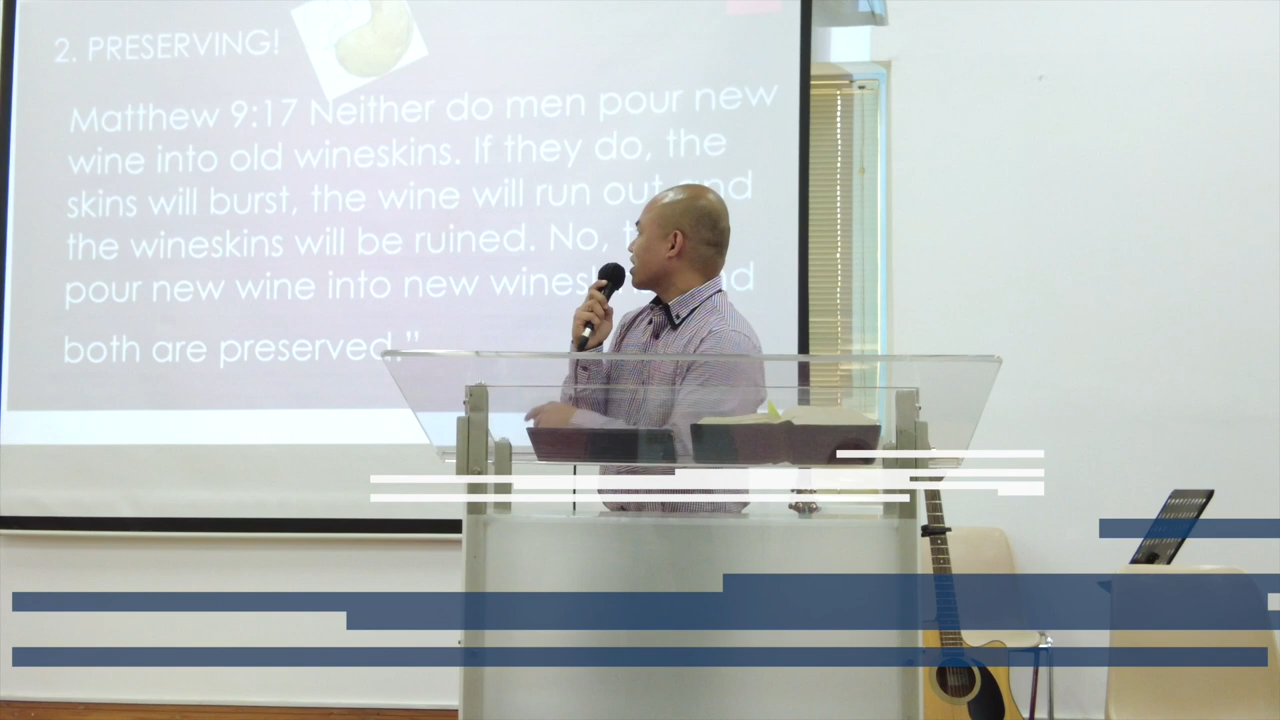 2. PRESERVING!
Matthew 9:17 Neither do men pour new
wine into old wineskins. If they do, the
skins will burst, the wine will run out and
the wineskins will be ruined. No,
pour new wine into new
both are preserved."